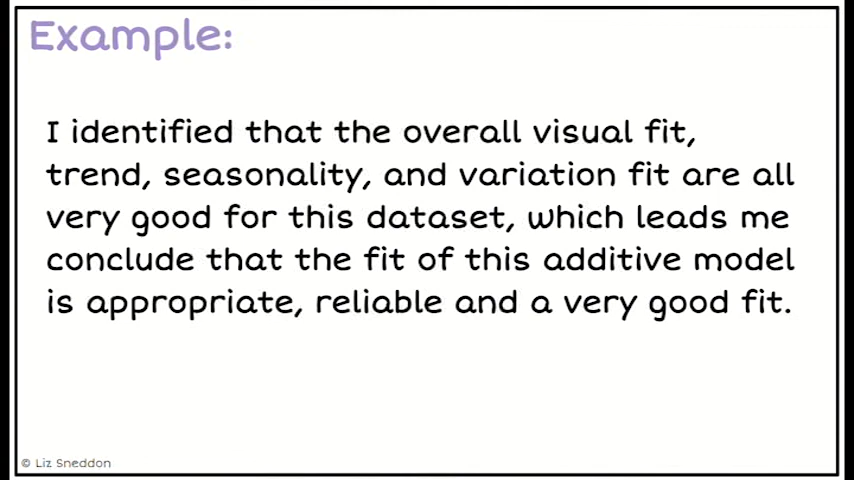 Example:
I identified that the overall visual fit,
trend, seasonality, and variation fit are all
very good for this dataset, which leads me
conclude that the fit of this additive model
is appropriate, reliable and a very good fit.
© Liz Sneddon